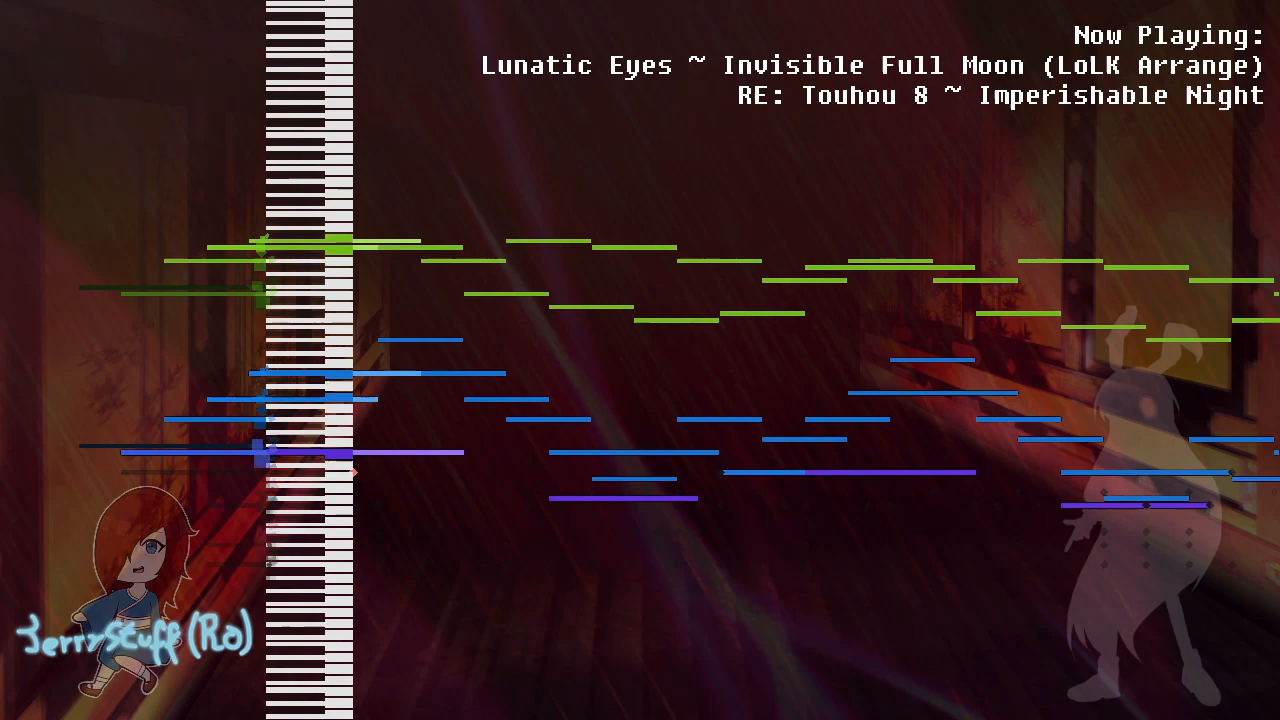 Now Playing:
Lunatic Eyes ~ Invisible Full Moon (LoLK Arrange)
RE: Touhou 8 ~ Imperishable Night
JerryStuff (Ro)